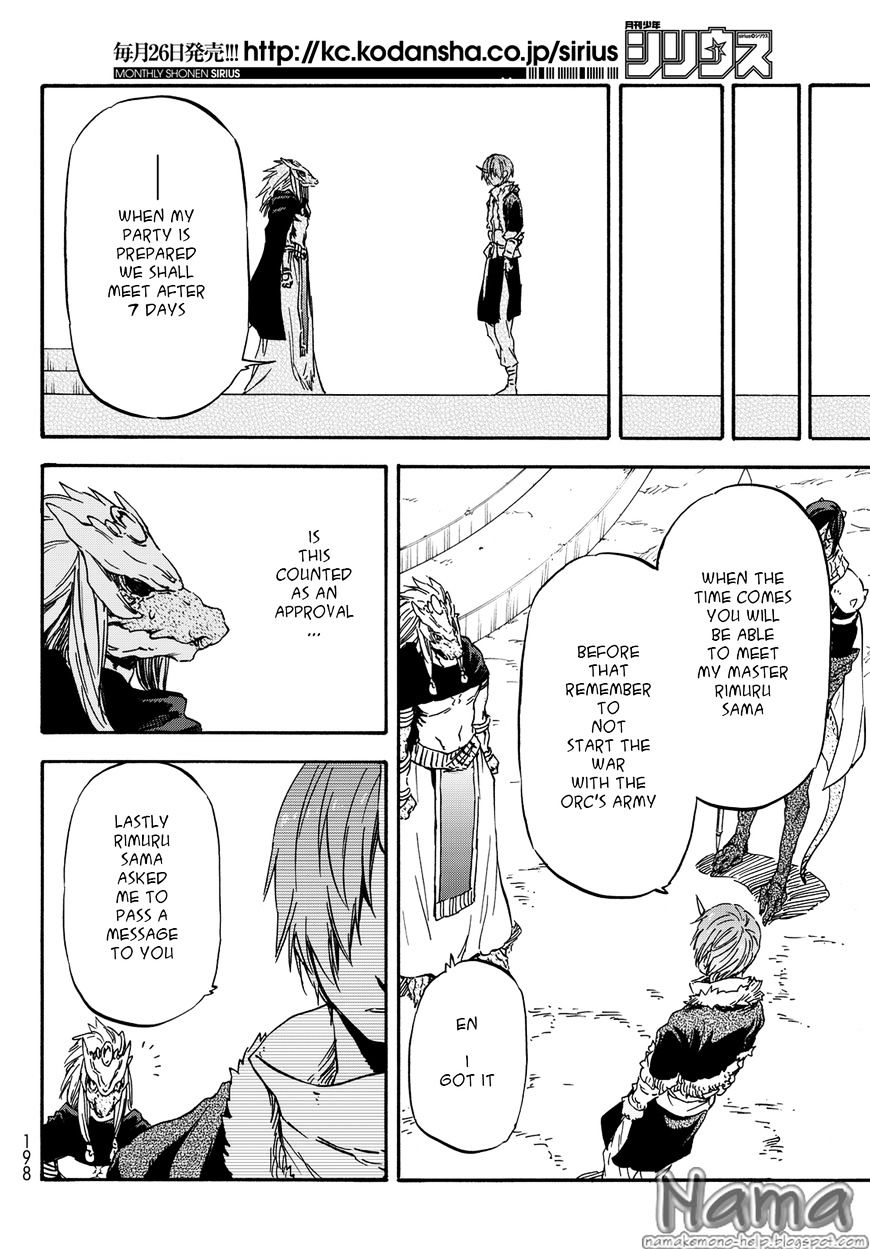 毎月26日発売!!! http://kc.kodansha.co.jp/sirius
MONTHLY SHONEN SIRIUS
月刊少年
シリウス
WHEN MY
PARTY IS
PREPARED
WE SHALL
MEET AFTER
7 DAYS
WHEN THE
TIME COMES
YOU WILL
BE ABLE
TO MEET
MY MASTER
RIMURU
SAMA
BEFORE
THAT
REMEMBER
TO
NOT
START THE
WAR
WITH THE
ORC'S ARMY
EN
I
GOT IT
IS
THIS
COUNTED
AS AN
APPROVAL
...
LASTLY
RIMURU
SAMA
ASKED
ME TO
PASS A
MESSAGE
TO YOU
198
Nama
namakemono-help.blogspot.com